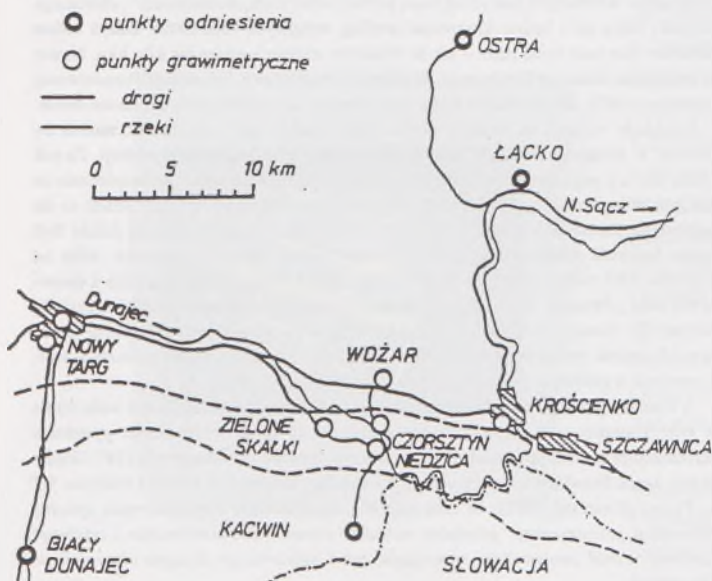 punkty odniesienia
punkty grawimetryczne
drogi
rzeki
0 5 10 km
OSTRA
ŁĄCKO
N. Sącz
Dunajec
NOWY
TARG
WDŻAR
KROŚCIENKO
ZIELONE
SKAŁKI
CZORSZTYN
NIEDZICA
SZCZAWNICA
KACWIN
BIAŁY
DUNAJEC
SŁOWACJA